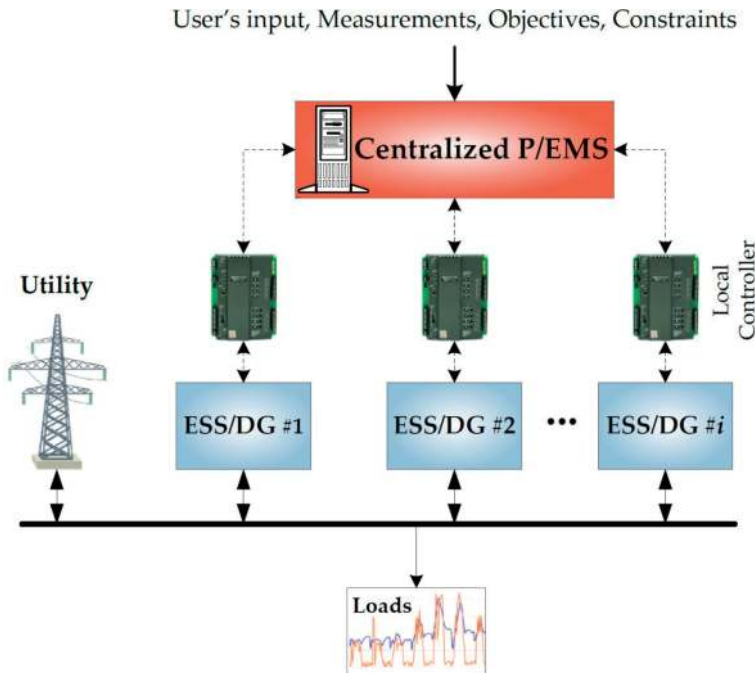 User's input, Measurements, Objectives, Constraints
Centralized P/EMS
Utility
Local
Controller
ESS/DG #1
ESS/DG #2
•••
ESS/DG #i
Loads